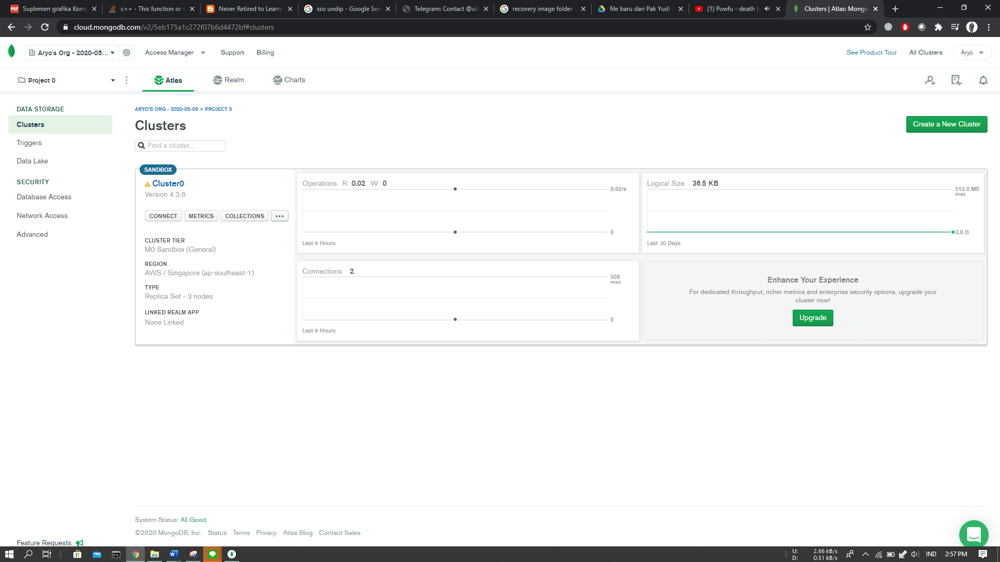 Suplemen grafika Komp
c++ - This function or v
Never Retired to Learn:
sso undip - Google Sea
Telegram: Contact @ab
recovery image folder -
file baru dari Pak Yudi -
(1) Powfu - death b
Clusters | Atlas: Mongo
cloud.mongodb.com/v2/5eb175a1c272f07b6d4472bf#clusters
Aryo's Org - 2020-05...
Access Manager
Support
Billing
See Product Tour
All Clusters
Aryo
Project 0
Atlas
Realm
Charts
DATA STORAGE
Clusters
Triggers
Data Lake
SECURITY
Database Access
Network Access
Advanced
Feature Requests
ARYO'S ORG - 2020-05-05 > PROJECT 0
Clusters
Create a New Cluster
Find a cluster...
SANDBOX
Cluster0
Version 4.2.6
CONNECT
METRICS
COLLECTIONS
...
CLUSTER TIER
M0 Sandbox (General)
REGION
AWS / Singapore (ap-southeast-1)
TYPE
Replica Set - 3 nodes
LINKED REALM APP
None Linked
Operations R: 0.02 W: 0
0.02/s
0
Last 6 Hours
Logical Size 36.5 KB
512.0 MB
max
0.0 B
Last 30 Days
Connections 2
500
max
0
Last 6 Hours
Enhance Your Experience
For dedicated throughput, richer metrics and enterprise security options, upgrade your
cluster now!
Upgrade
System Status: All Good
©2020 MongoDB, Inc. Status Terms Privacy Atlas Blog Contact Sales
U: 2.66 kB/s
D: 0.51 kB/s
IND
2:57 PM